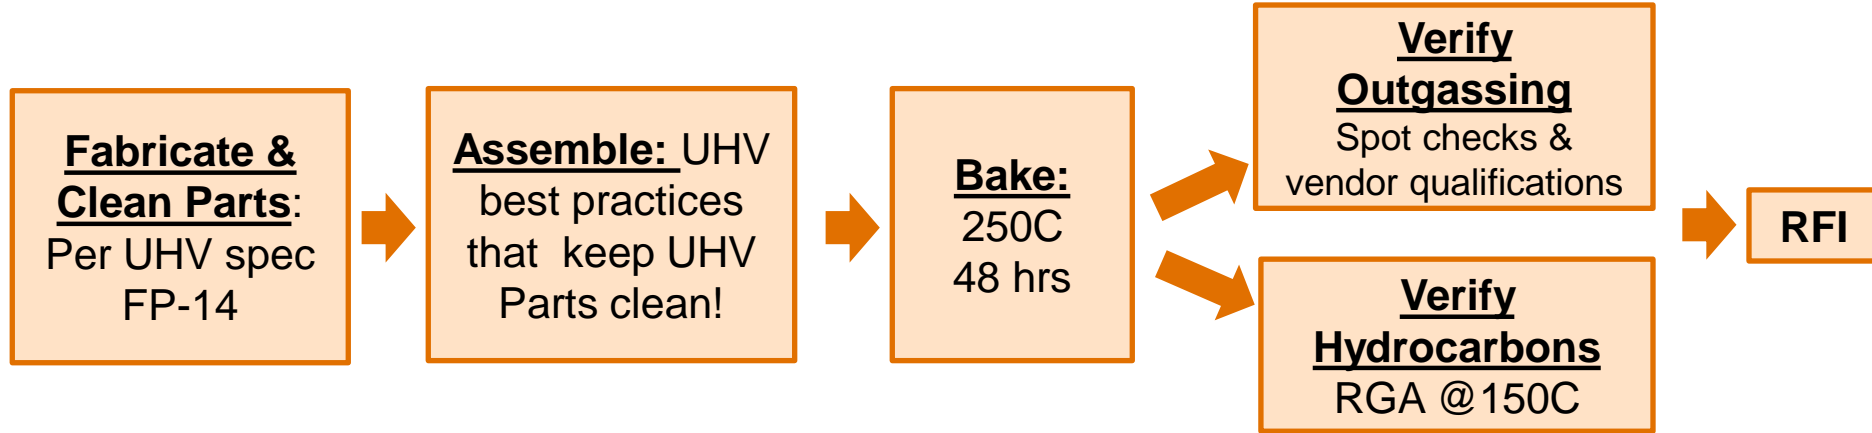 Fabricate &
Clean Parts:
Per UHV spec
FP-14
Assemble: UHV
best practices
that keep UHV
Parts clean!
Bake:
250C
48 hrs
Verify
Outgassing
Spot checks &
vendor qualifications
Verify
Hydrocarbons
RGA @150C
RFI